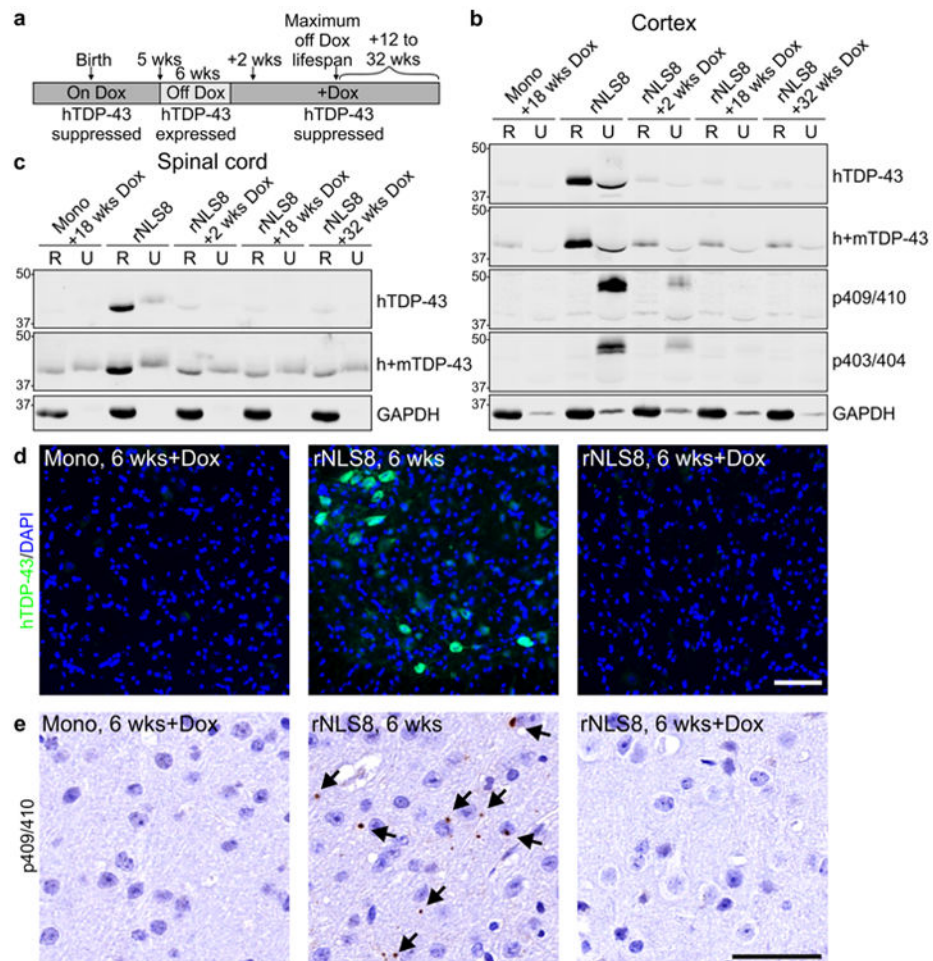 a
Maximum
off Dox
lifespan
+12 to
32 wks
Birth
5 wks
6 wks
+2 wks
On Dox
Off Dox
+Dox
hTDP-43
suppressed
hTDP-43
expressed
hTDP-43
suppressed
b
Cortex
Mono
+18 wks Dox
rNLS8
rNLS8
+2 wks Dox
rNLS8
+18 wks Dox
rNLS8
+32 wks Dox
R U R U R U R U R U
50
37
hTDP-43
50
37
h+mTDP-43
50
37
p409/410
50
37
p403/404
37
GAPDH
c
Spinal cord
Mono
+18 wks Dox
rNLS8
rNLS8
+2 wks Dox
rNLS8
+18 wks Dox
rNLS8
+32 wks Dox
R U R U R U R U R U
50
37
hTDP-43
50
37
h+mTDP-43
37
GAPDH
d
hTDP-43/DAPI
Mono, 6 wks+Dox
rNLS8, 6 wks
rNLS8, 6 wks+Dox
e
p409/410
Mono, 6 wks+Dox
rNLS8, 6 wks
rNLS8, 6 wks+Dox